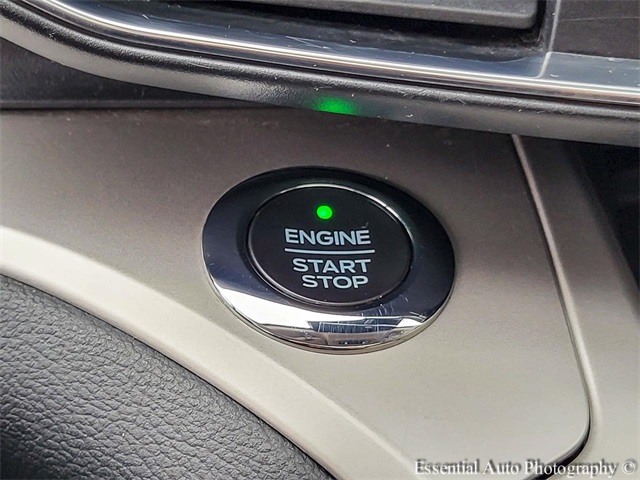 ENGINE
START
STOP
Essential Auto Photography ©